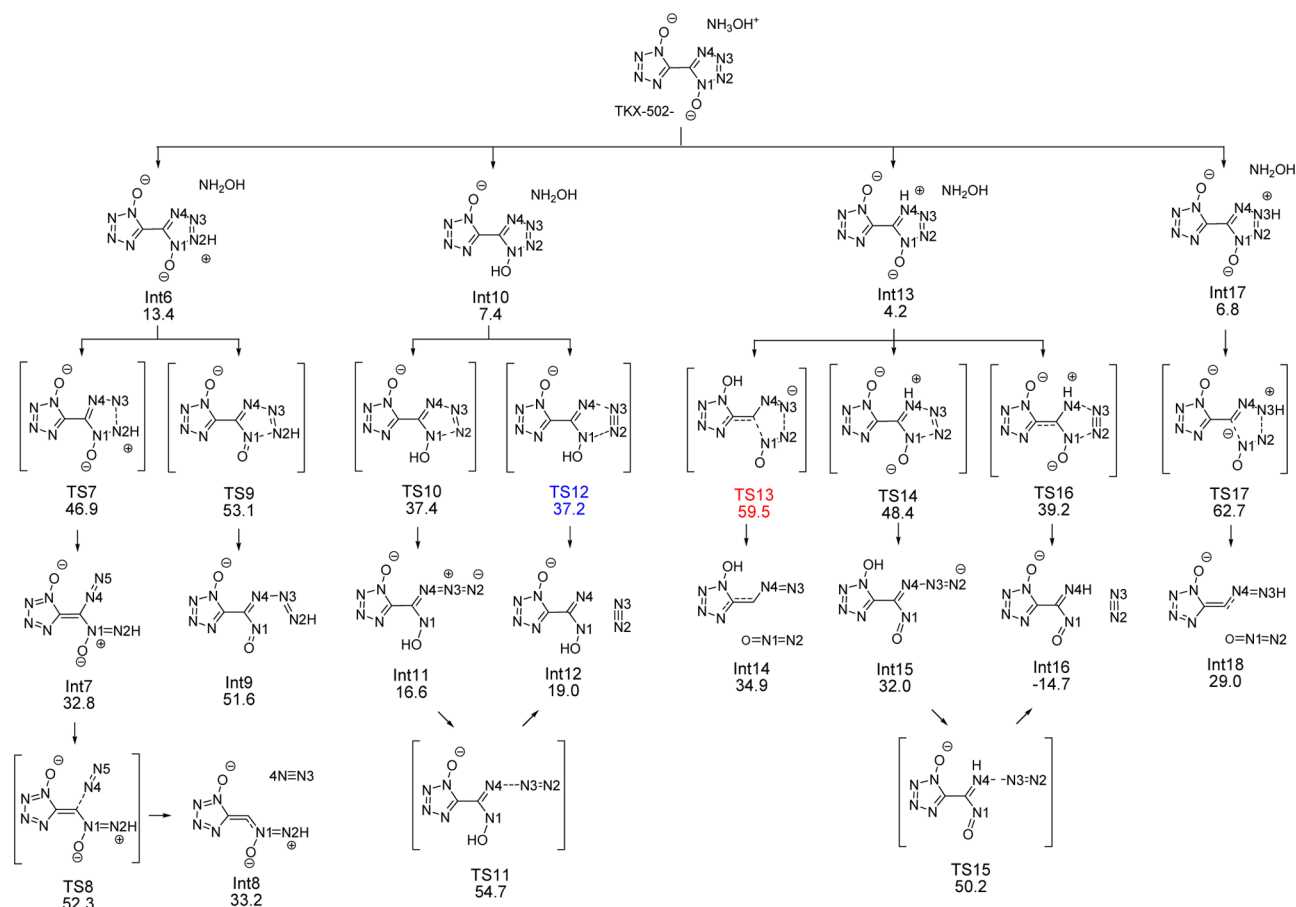 NH3OH+
TKX-502-
NH2OH
NH2OH
NH2OH
NH2OH
Int6
13.4
Int10
7.4
Int13
4.2
Int17
6.8
TS7
46.9
TS9
53.1
TS10
37.4
TS12
37.2
TS13
59.5
TS14
48.4
TS16
39.2
TS17
62.7
N3
N2
N3
N2
O=N1=N2
O=N1=N2
Int7
32.8
Int9
51.6
Int11
16.6
Int12
19.0
Int14
34.9
Int15
32.0
Int16
-14.7
Int18
29.0
4N≡N3
TS8
52.3
Int8
33.2
TS11
54.7
TS15
50.2